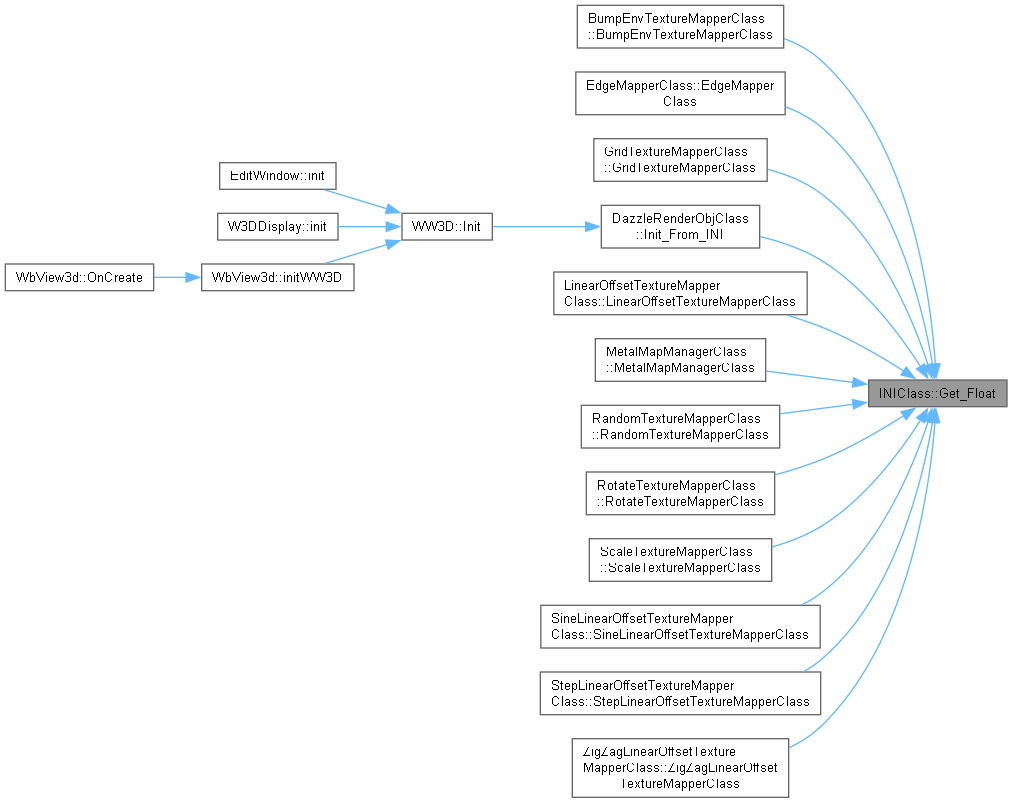 BumpEnvTextureMapperClass
::BumpEnvTextureMapperClass
EdgeMapperClass::EdgeMapper
Class
GridTextureMapperClass
::GridTextureMapperClass
EditWindow::init
DazzleRenderObjClass
::Init_From_INI
W3DDisplay::init
WW3D::Init
WbView3d::OnCreate
WbView3d::initWW3D
LinearOffsetTextureMapper
Class::LinearOffsetTextureMapperClass
MetalMapManagerClass
::MetalMapManagerClass
INIClass::Get_Float
RandomTextureMapperClass
::RandomTextureMapperClass
RotateTextureMapperClass
::RotateTextureMapperClass
ScaleTextureMapperClass
::ScaleTextureMapperClass
SineLinearOffsetTextureMapper
Class::SineLinearOffsetTextureMapperClass
StepLinearOffsetTextureMapper
Class::StepLinearOffsetTextureMapperClass
ZigZagLinearOffsetTexture
MapperClass::ZigZagLinearOffset
TextureMapperClass